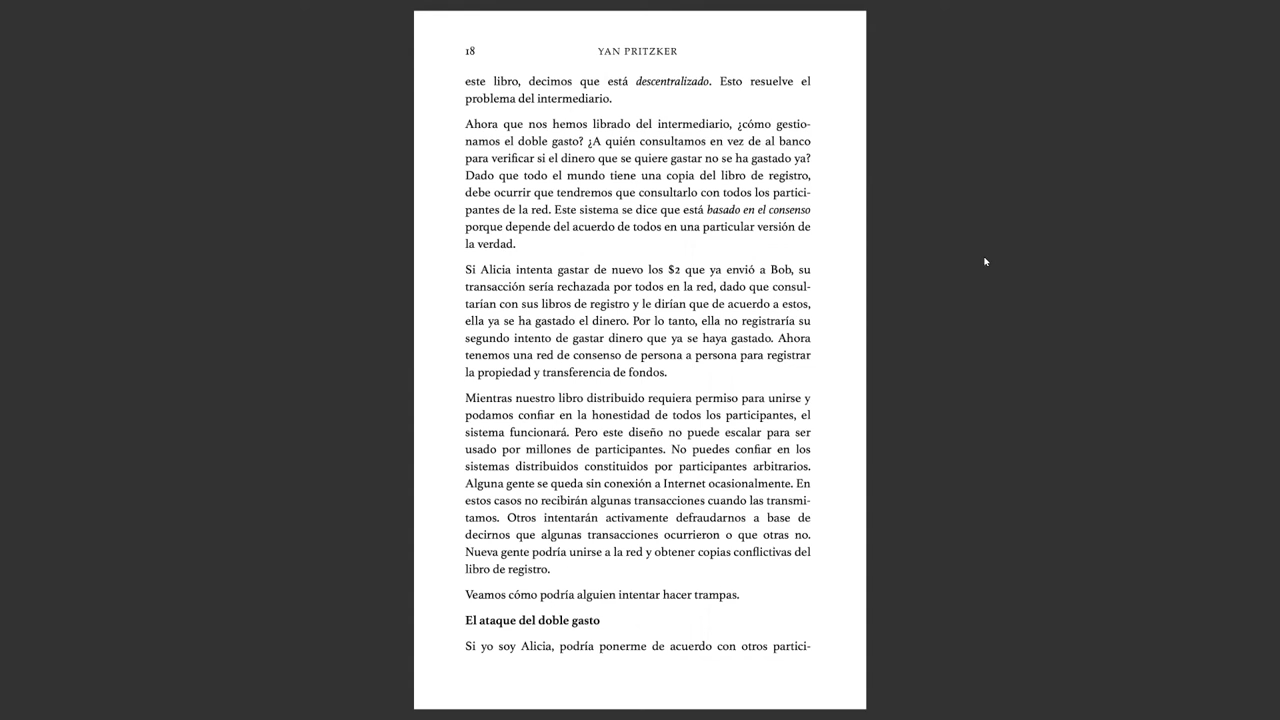 18
YAN PRITZKER
este libro, decimos que está descentralizado. Esto resuelve el
problema del intermediario.
Ahora que nos hemos librado del intermediario, ¿cómo gestio-
namos el doble gasto? ¿A quién consultamos en vez de al banco
para verificar si el dinero que se quiere gastar no se ha gastado ya?
Dado que todo el mundo tiene una copia del libro de registro,
debe ocurrir que tendremos que consultarlo con todos los partici-
pantes de la red. Este sistema se dice que está basado en el consenso
porque depende del acuerdo de todos en una particular versión de
la verdad.
Si Alicia intenta gastar de nuevo los $2 que ya envió a Bob, su
transacción sería rechazada por todos en la red, dado que consul-
tarían con sus libros de registro y le dirían que de acuerdo a estos,
ella ya se ha gastado el dinero. Por lo tanto, ella no registraría su
segundo intento de gastar dinero que ya se haya gastado. Ahora
tenemos una red de consenso de persona a persona para registrar
la propiedad y transferencia de fondos.
Mientras nuestro libro distribuido requiera permiso para unirse y
podamos confiar en la honestidad de todos los participantes, el
sistema funcionará. Pero este diseño no puede escalar para ser
usado por millones de participantes. No puedes confiar en los
sistemas distribuidos constituidos por participantes arbitrarios.
Alguna gente se queda sin conexión a Internet ocasionalmente. En
estos casos no recibirán algunas transacciones cuando las transmi-
tamos. Otros intentarán activamente defraudarnos a base de
decirnos que algunas transacciones ocurrieron o que otras no.
Nueva gente podría unirse a la red y obtener copias conflictivas del
libro de registro.
Veamos cómo podría alguien intentar hacer trampas.
El ataque del doble gasto
Si yo soy Alicia, podría ponerme de acuerdo con otros partici-